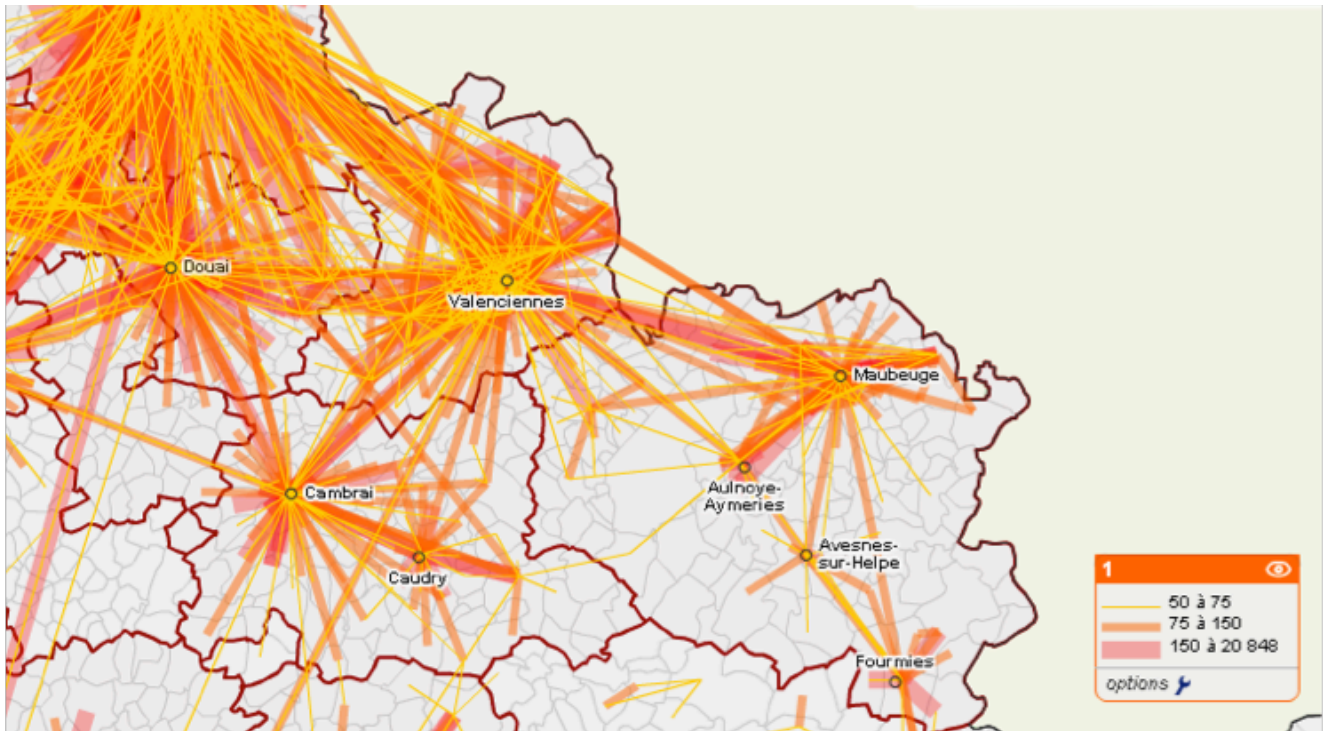 Douai
Valenciennes
Maubeuge
Aulnoye-
Aymeries
Cambrai
Avesnes-
sur-Helpe
Caudry
Fourmies
1
50 à 75
75 à 150
150 à 20 848
options